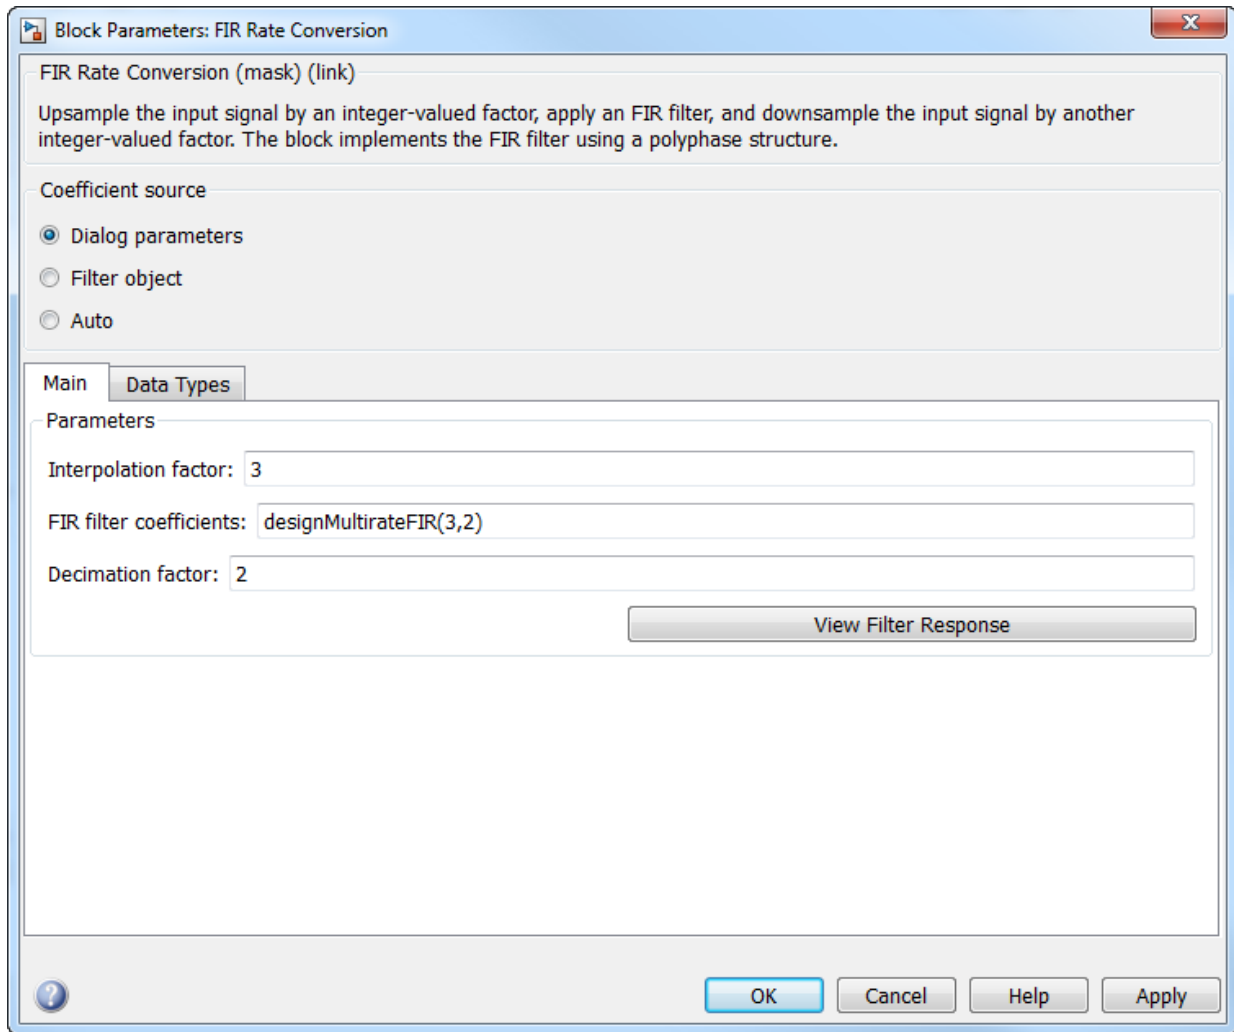 Block Parameters: FIR Rate Conversion
X
FIR Rate Conversion (mask) (link)
Upsample the input signal by an integer-valued factor, apply an FIR filter, and downsample the input signal by another
integer-valued factor. The block implements the FIR filter using a polyphase structure.
Coefficient source
Dialog parameters
Filter object
Auto
Main Data Types
Parameters
Interpolation factor: 3
FIR filter coefficients: designMultirateFIR(3,2)
Decimation factor: 2
View Filter Response
? OK Cancel Help Apply